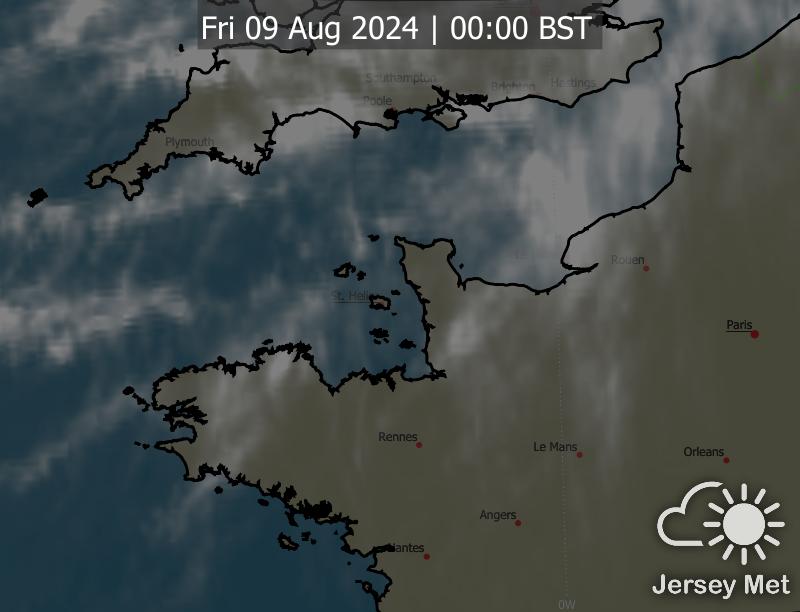 Fri 09 Aug 2024 | 00:00 BST
Southampton
Brighton
Hastings
Poole
Plymouth
Rouen
St. Helier
Paris
Rennes
Le Mans
Orleans
Angers
Nantes
Jersey Met
0W